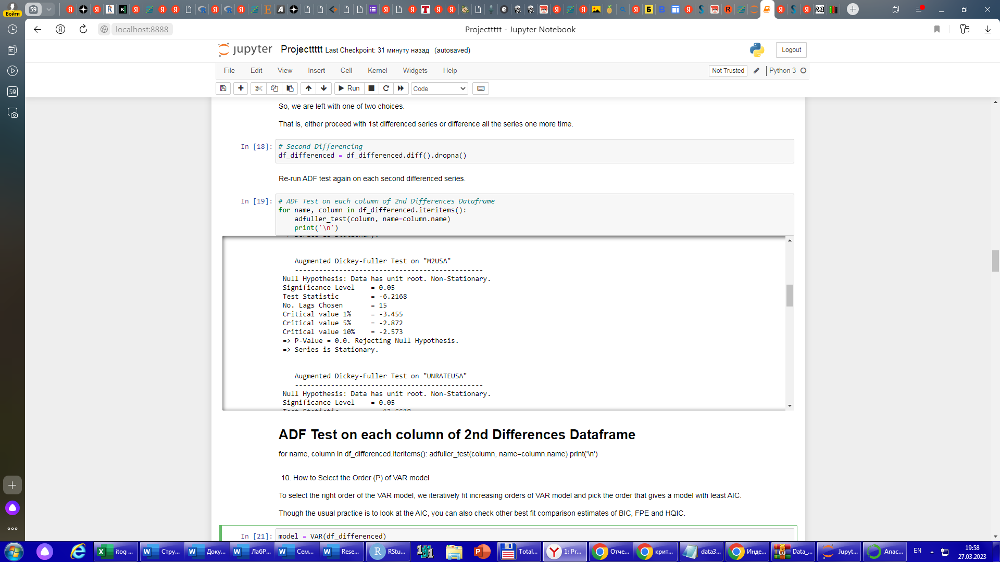 Войти
59
59
localhost:8888
Projecttttt - Jupyter Notebook
jupyter Projecttttt Last Checkpoint: 31 минуту назад (autosaved)
Logout
File Edit View Insert Cell Kernel Widgets Help
Not Trusted Python 3
Run Code
So, we are left with one of two choices.
That is, either proceed with 1st differenced series or difference all the series one more time.
In [18]: # Second Differencing
df_differenced = df_differenced.diff().dropna()
Re-run ADF test again on each second differenced series.
In [19]: # ADF Test on each column of 2nd Differences Dataframe
for name, column in df_differenced.iteritems():
adfuller_test(column, name=column.name)
print('\n')
=> Series is Stationary.
Augmented Dickey-Fuller Test on "M2USA"
-----------------------------------------------
Null Hypothesis: Data has unit root. Non-Stationary.
Significance Level = 0.05
Test Statistic = -6.2168
No. Lags Chosen = 15
Critical value 1% = -3.455
Critical value 5% = -2.872
Critical value 10% = -2.573
=> P-Value = 0.0. Rejecting Null Hypothesis.
=> Series is Stationary.
Augmented Dickey-Fuller Test on "UNRATEUSA"
-----------------------------------------------
Null Hypothesis: Data has unit root. Non-Stationary.
Significance Level = 0.05
ADF Test on each column of 2nd Differences Dataframe
for name, column in df_differenced.iteritems(): adfuller_test(column, name=column.name) print('\n')
10. How to Select the Order (P) of VAR model
To select the right order of the VAR model, we iteratively fit increasing orders of VAR model and pick the order that gives a model with least AIC.
Though the usual practice is to look at the AIC, you can also check other best fit comparison estimates of BIC, FPE and HQIC.
In [21]: model = VAR(df_differenced)
itog ... Стру... Доку... ЛабР... Сем... Rese... RStu... Total... 1: Pr... Отче... крит... data3... Инде... Data_... Jupyt... Anac...
EN
19:58
27.03.2023